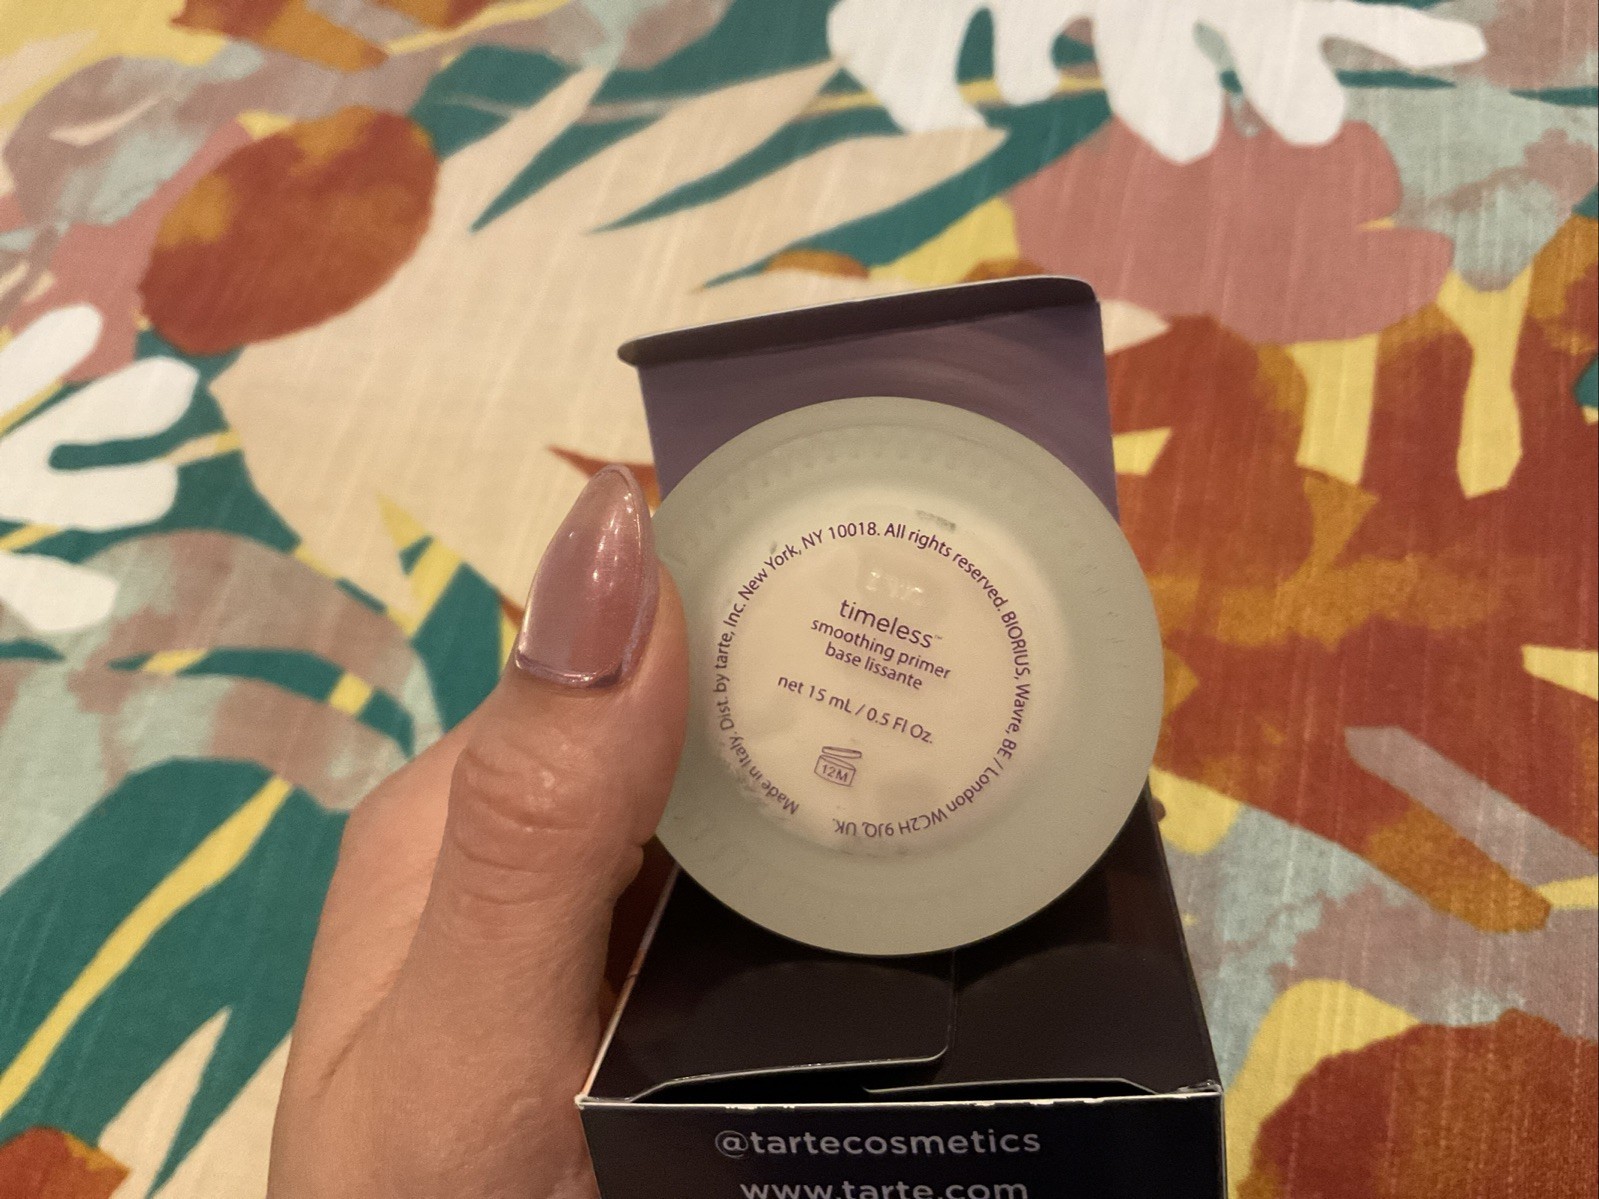 Made in Italy. Dist. by tarte, Inc. New York, NY 10018. All rights reserved. BIORIUS, Wavre, BE / London WC2H 9JQ, UK.
timeless™
smoothing primer
base lissante
net 15 mL / 0.5 Fl Oz.
12M
@tartecosmetics
www.tarte.com